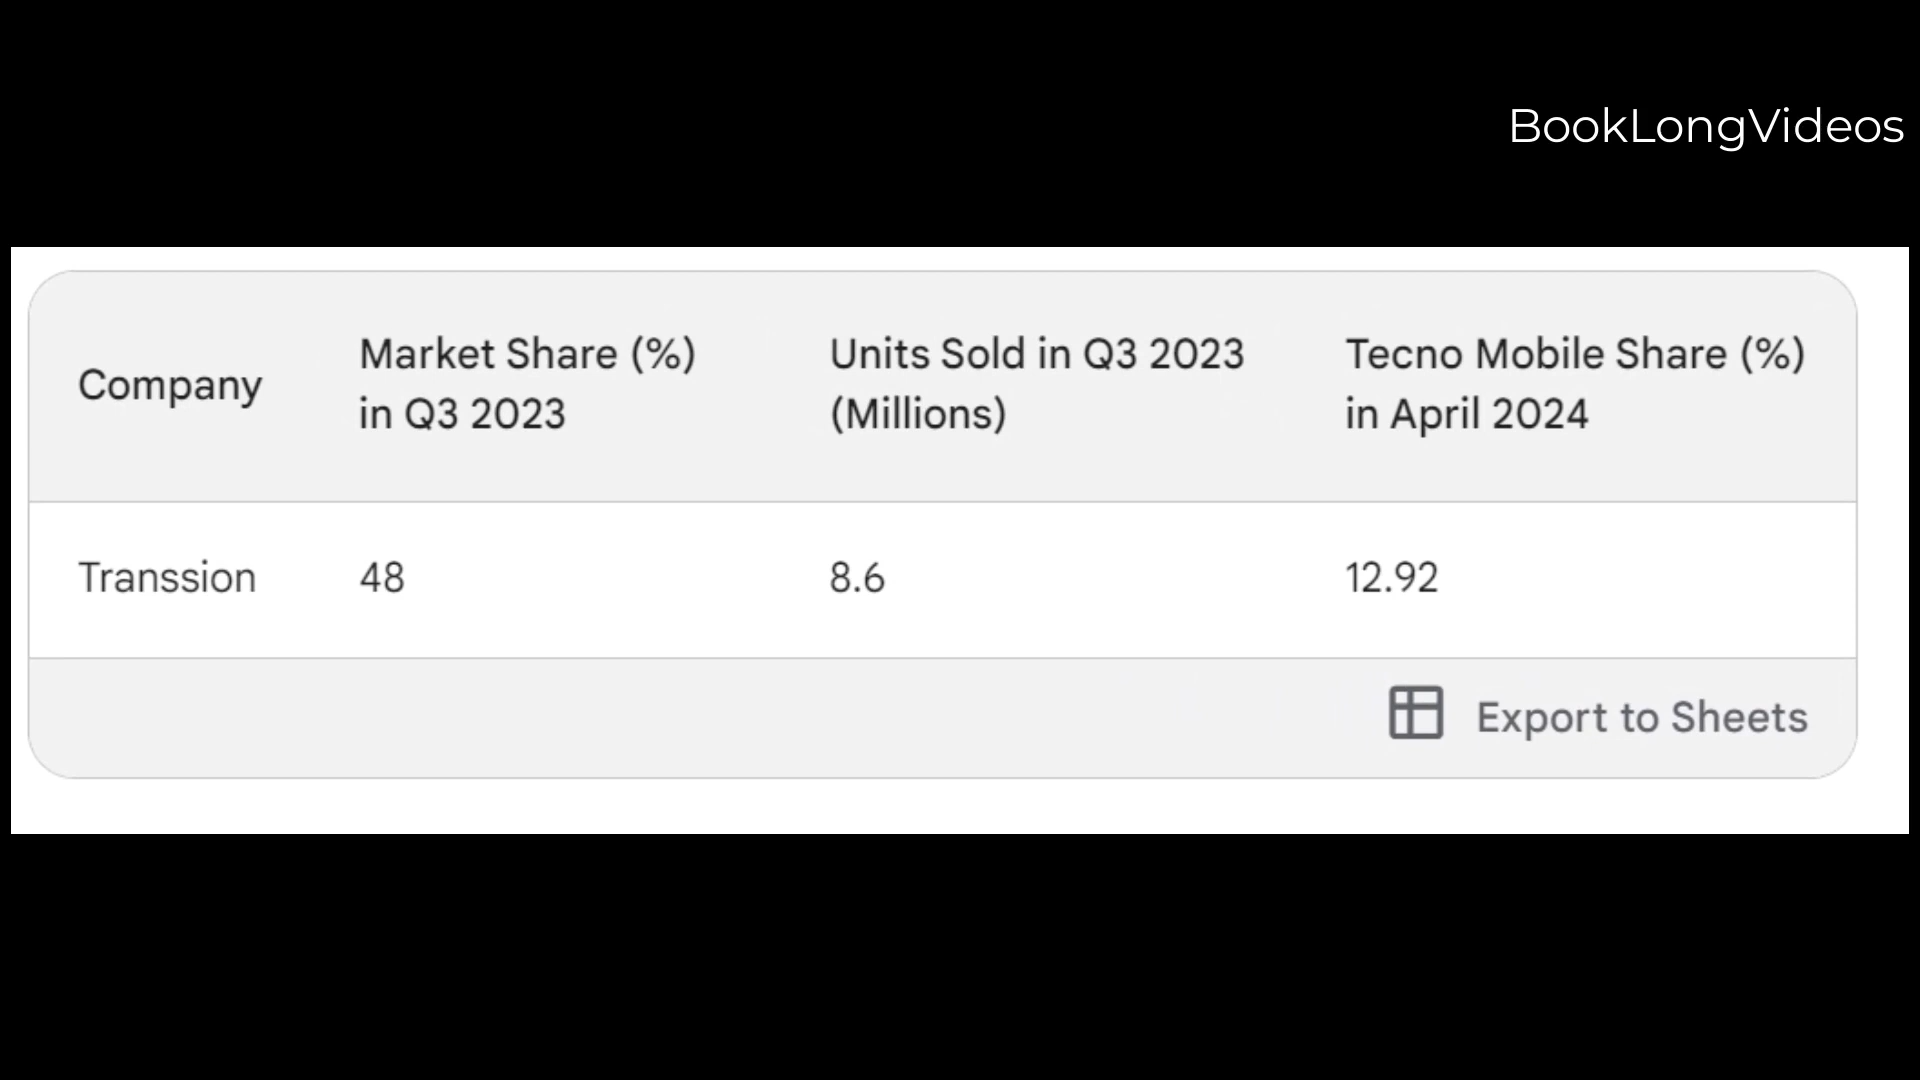 BookLongVideos
Company
Market Share (%)
in Q3 2023
Units Sold in Q3 2023
(Millions)
Tecno Mobile Share (%)
in April 2024
Transsion
48
8.6
12.92
Export to Sheets